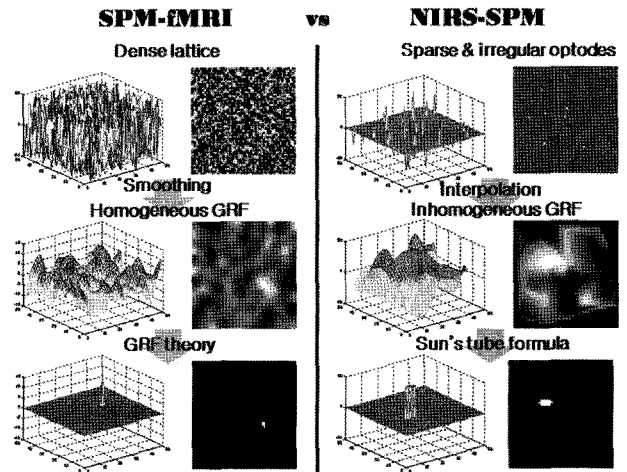 SPM-fMRI vs NIRS-SPM
Dense lattice
Sparse & irregular optodes
Smoothing
Interpolation
Homogeneous GRF
Inhomogeneous GRF
GRF theory
Sun's tube formula